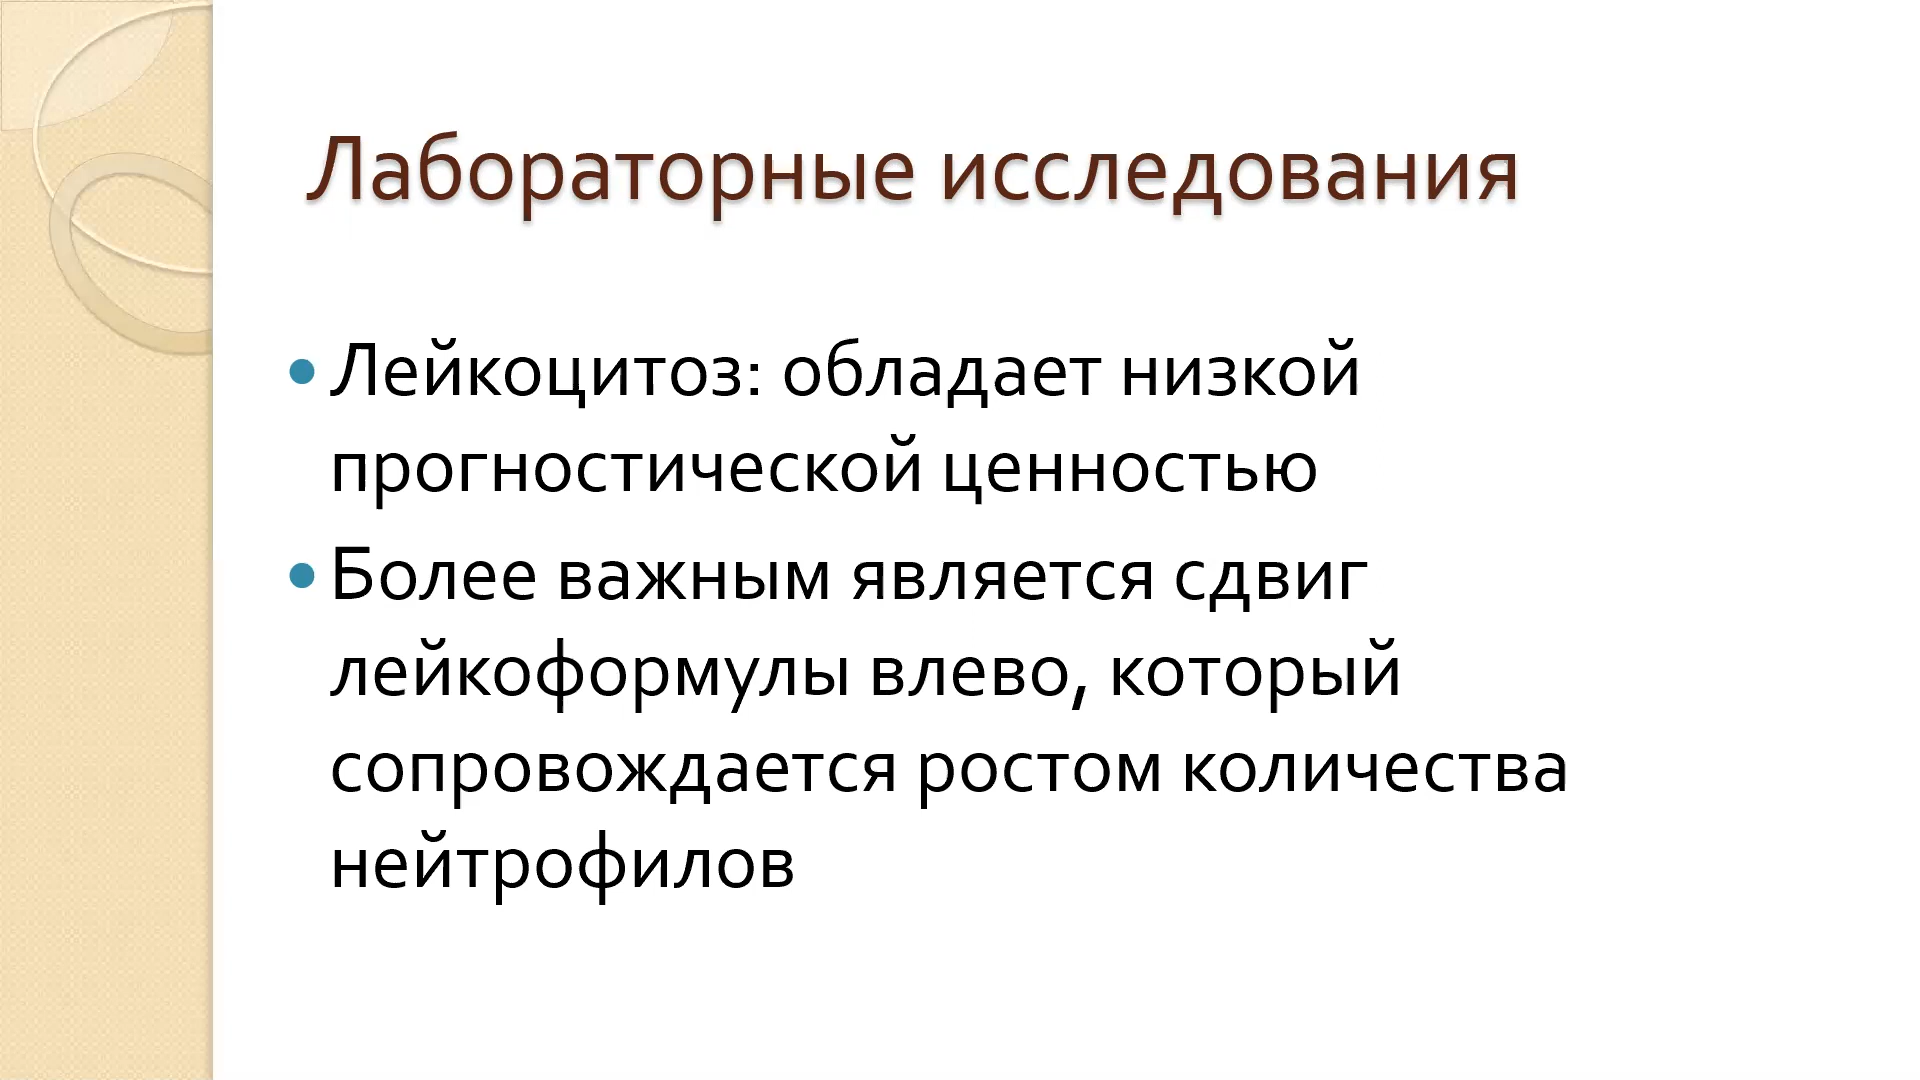 Лабораторные исследования
• Лейкоцитоз: обладает низкой
прогностической ценностью
• Более важным является сдвиг
лейкоформулы влево, который
сопровождается ростом количества
нейтрофилов